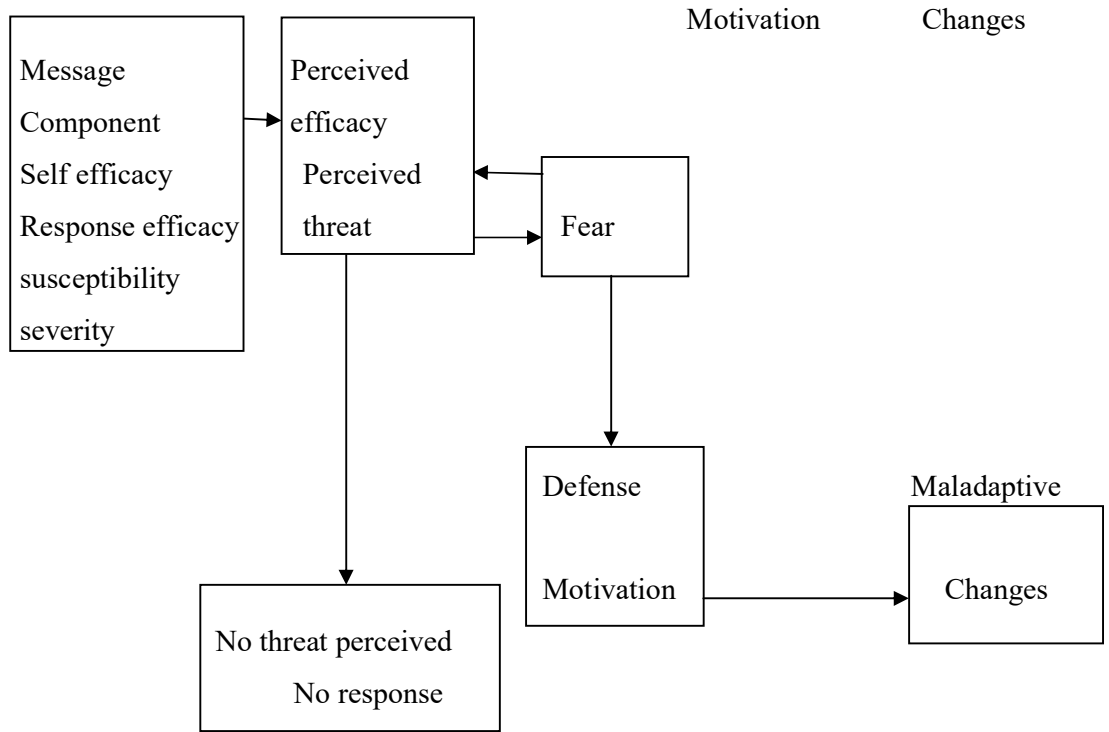 Motivation Changes
Message
Component
Self efficacy
Response efficacy
susceptibility
severity
Perceived
efficacy
Perceived
threat
Fear
Defense
Motivation
Maladaptive
Changes
No threat perceived
No response